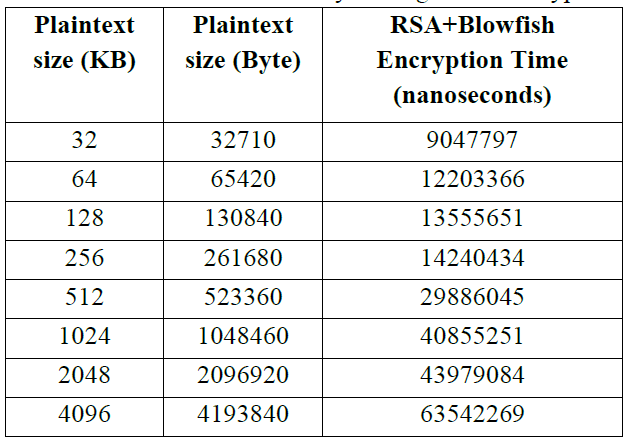 Plaintext size (KB) Plaintext size (Byte) RSA+Blowfish Encryption Time (nanoseconds)
32 32710 9047797
64 65420 12203366
128 130840 13555651
256 261680 14240434
512 523360 29886045
1024 1048460 40855251
2048 2096920 43979084
4096 4193840 63542269